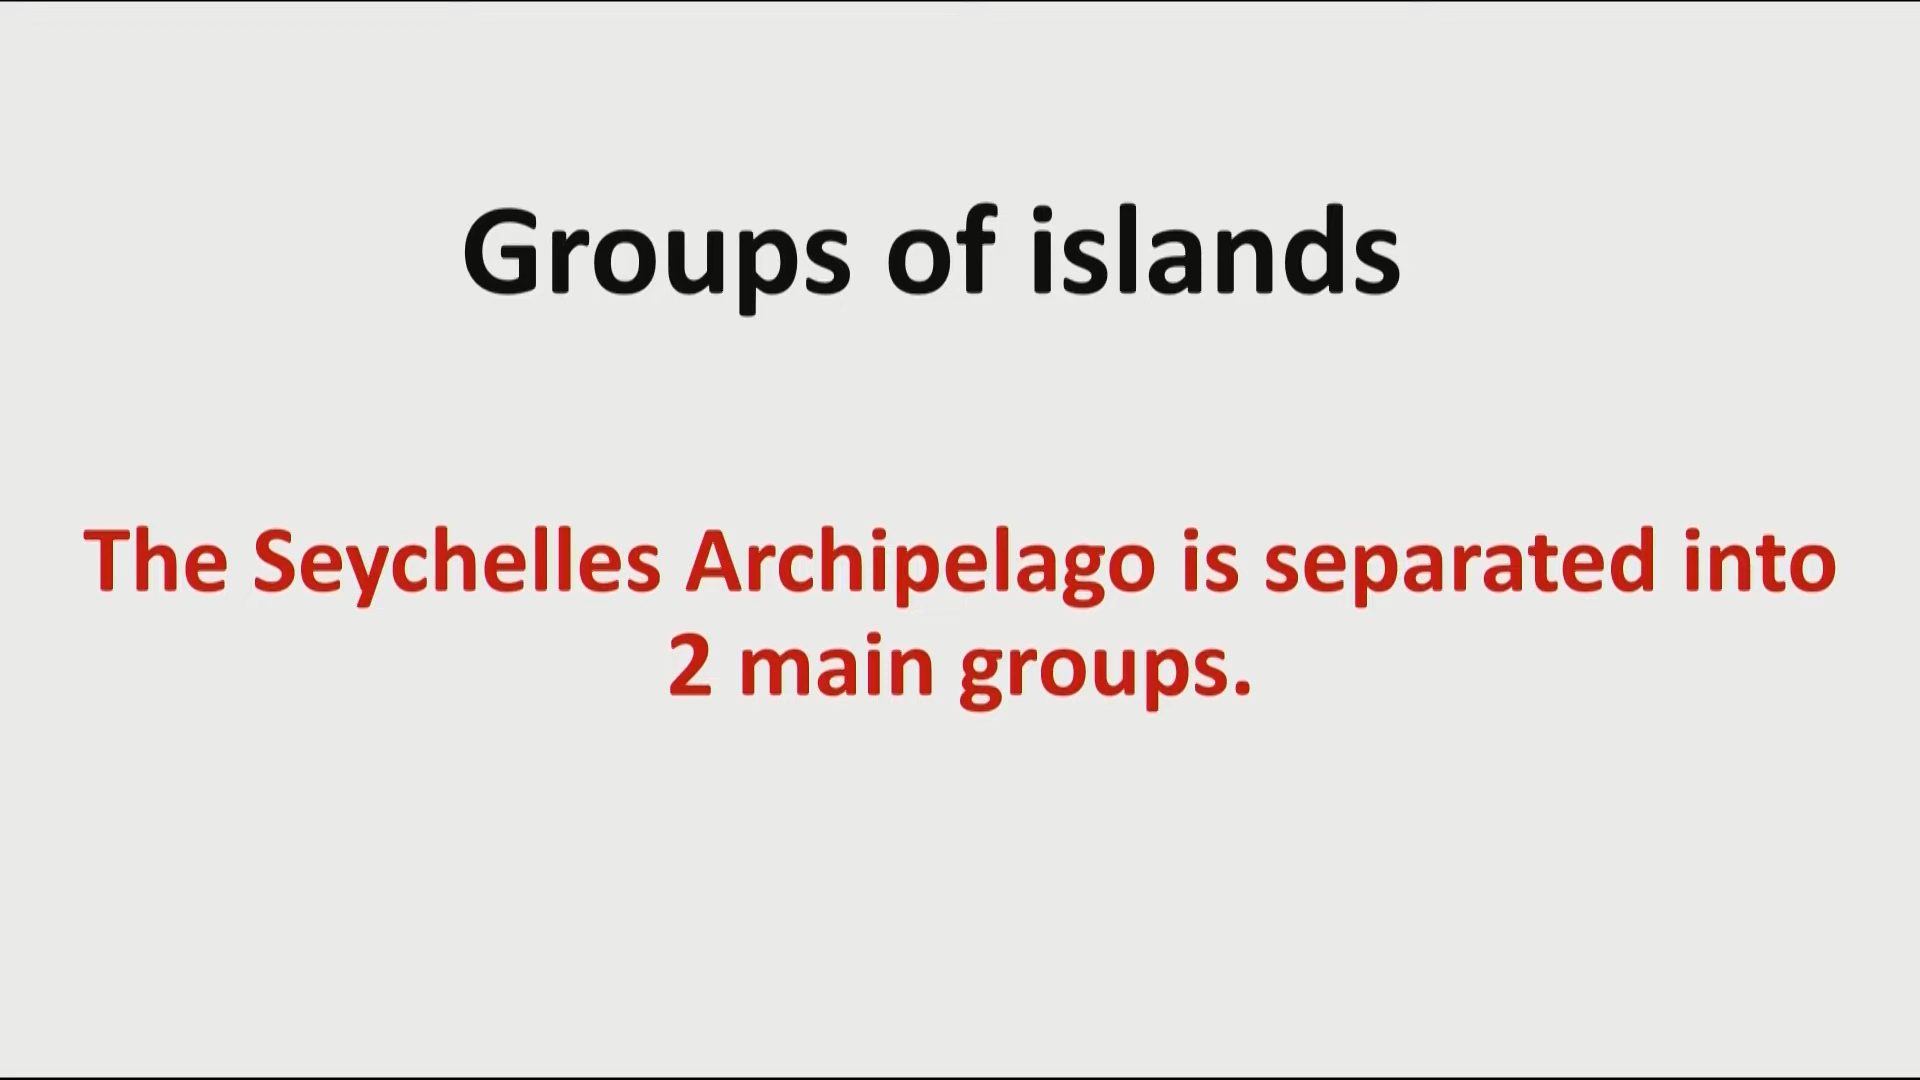 Groups of islands
The Seychelles Archipelago is separated into
2 main groups.